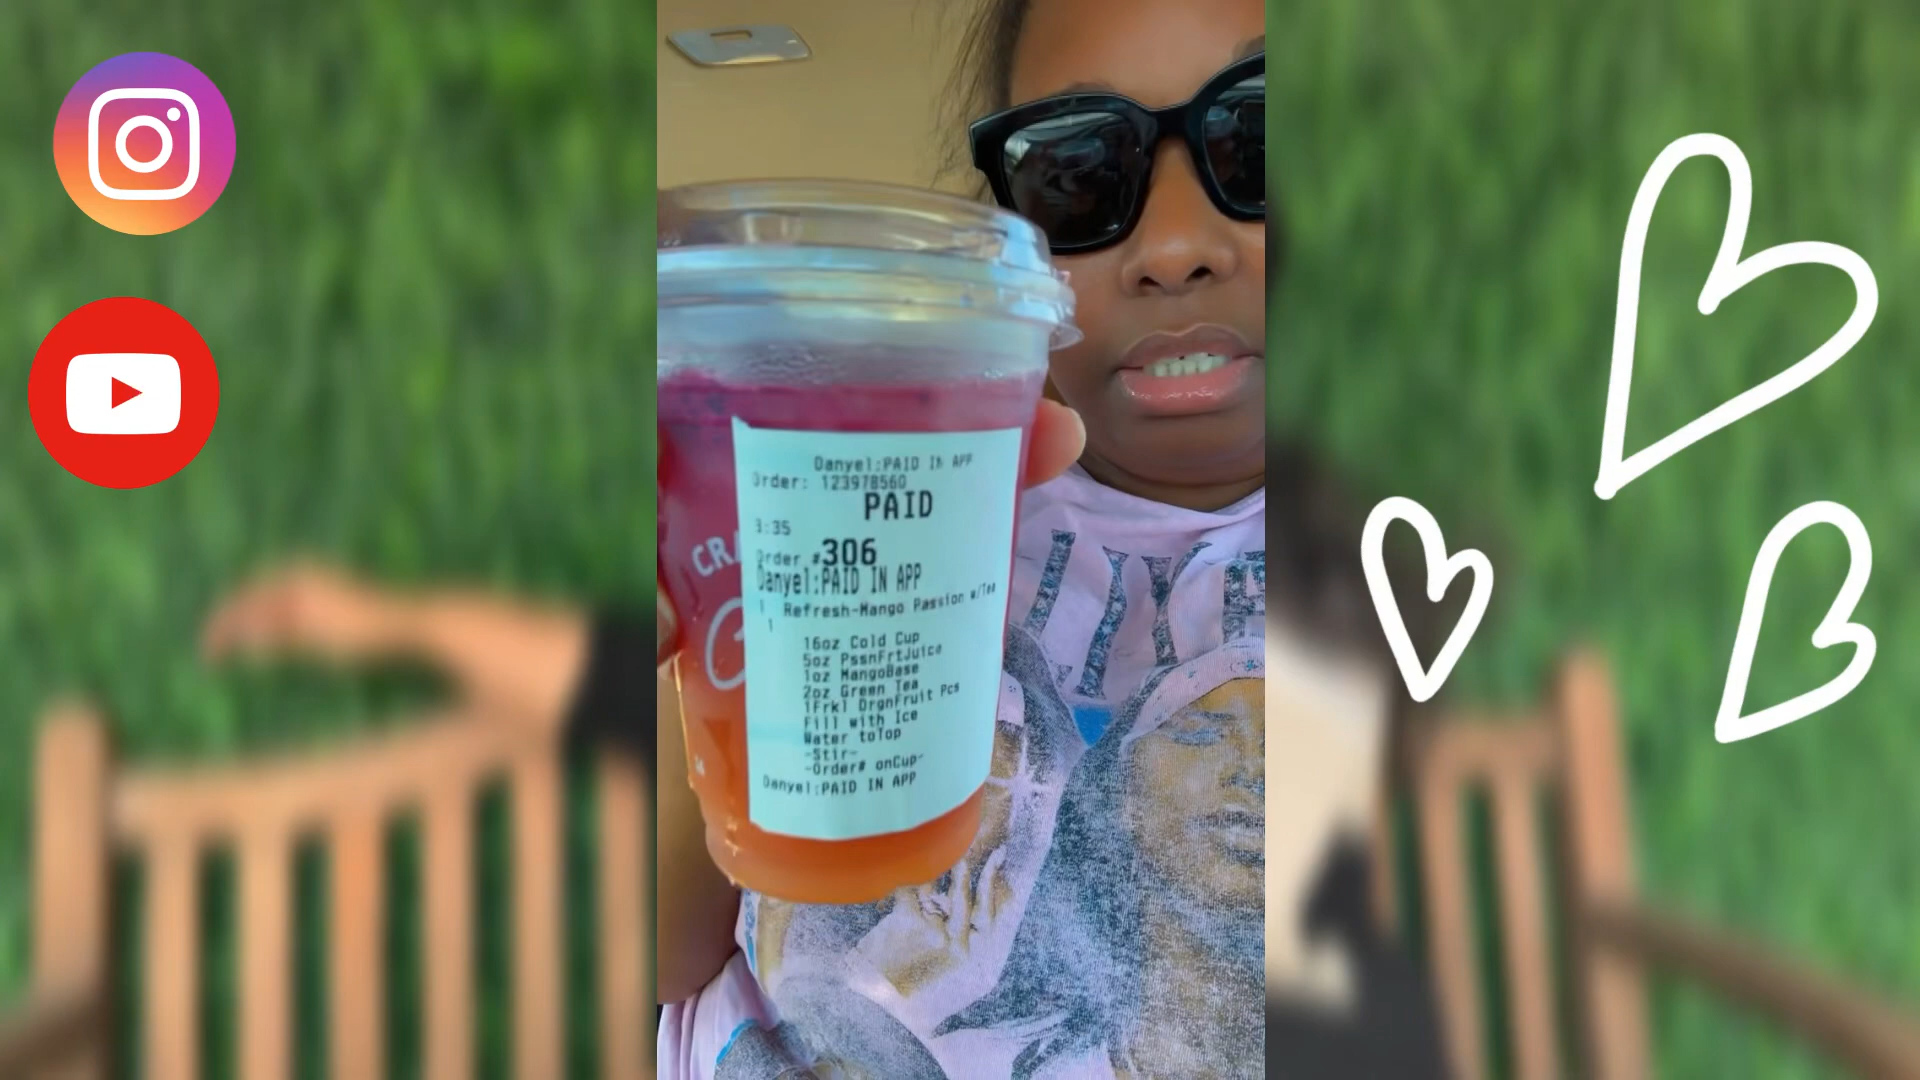 Danyel:PAID In APP
Order: 123978560
PAID
3:35
Order #306
Danyel:PAID IN APP
1 Refresh-Mango Passion w/Tea
1
16oz Cold Cup
5oz PssnFrtJuice
1oz MangoBase
2oz Green Tea
1Frkl DrgnFruit Pcs
Fill with Ice
Water toTop
-Stir-
-Order# onCup-
Danyel:PAID IN APP
CRA